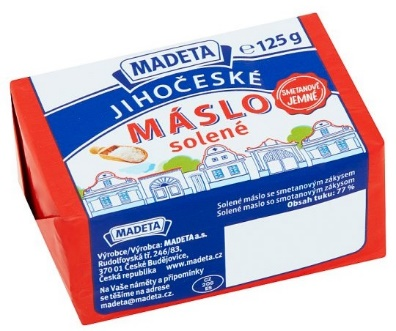 MADETA
℮ 125 g
JIHOČESKÉ
MÁSLO
solené
SMETANOVĚ
JEMNÉ
Solené máslo se smetanovým zákysem
Solené maslo so smetanovým zákysom
Obsah tuku: 77 %
MADETA
Výrobce/Výrobca: MADETA a.s.
Rudolfovská tř. 246/83,
370 01 České Budějovice,
Česká republika
www.madeta.cz
Na Vaše náměty a připomínky
se těšíme na adrese
madeta@madeta.cz.
CZ